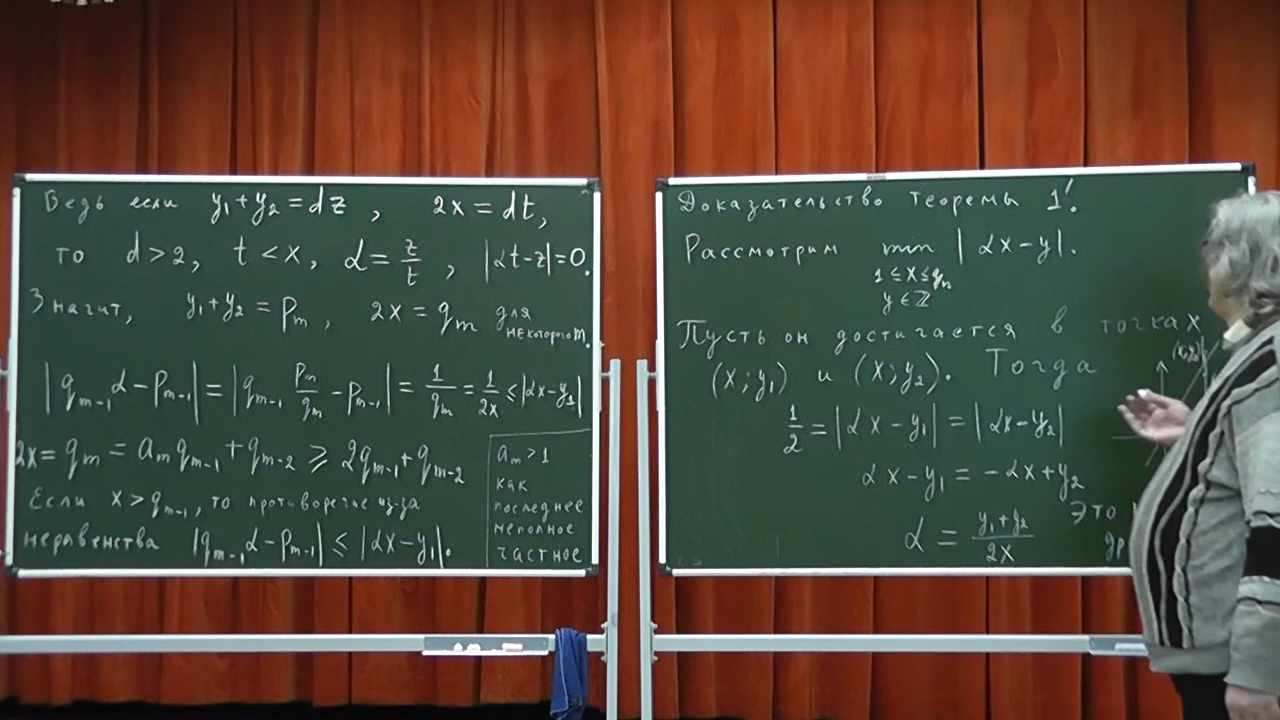 Ведь если y₁+y₂=dz, 2x=dt,
то d>2, t<x, α=z/t, |αt-z|=0.
Значит, y₁+y₂=pₘ, 2x=qₘ для некоторого m.
|qₘ₋₁α-pₘ₋₁|=|qₘ₋₁ pₘ/qₘ-pₘ₋₁|=1/qₘ=1/2x≤|αx-y₁|
2x=qₘ=aₘqₘ₋₁+qₘ₋₂⩾2qₘ₋₁+qₘ₋₂
Если x>qₘ₋₁, то противоречие из-за
неравенства |qₘ₋₁α-pₘ₋₁|≤|αx-y₁|.
aₘ>1
как
последнее
неполное
частное
Доказательство теоремы 1!
Рассмотрим min |αx-y|.
1≤x≤qₙ
y∈ℤ
Пусть он достигается в точках
(x;y₁) и (x;y₂). Тогда
1/2=|αx-y₁|=|αx-y₂|
αx-y₁=-αx+y₂
α=(y₁+y₂)/2x
Это